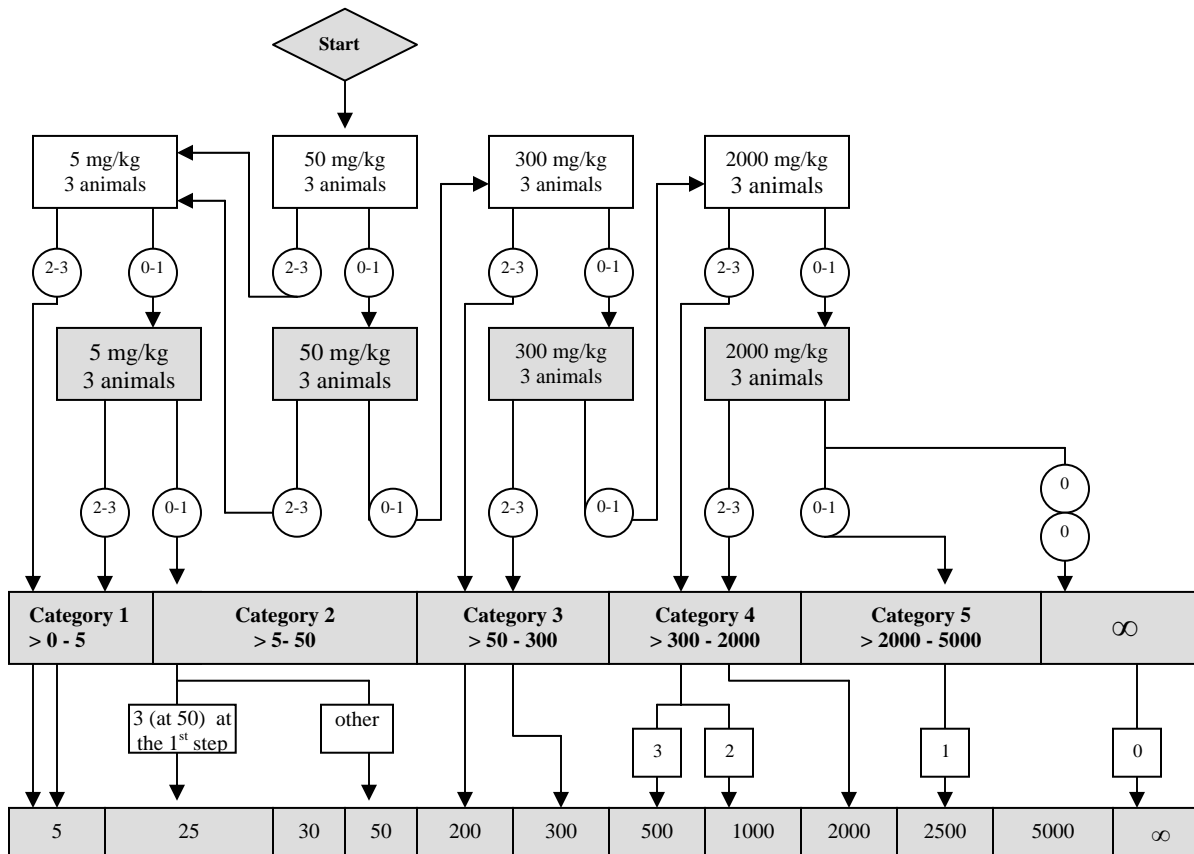 Start
5 mg/kg
3 animals
50 mg/kg
3 animals
300 mg/kg
3 animals
2000 mg/kg
3 animals
2-3
0-1
2-3
0-1
2-3
0-1
2-3
0-1
5 mg/kg
3 animals
50 mg/kg
3 animals
300 mg/kg
3 animals
2000 mg/kg
3 animals
2-3
0-1
2-3
0-1
2-3
0-1
2-3
0-1
0
0
Category 1
> 0 - 5
Category 2
> 5- 50
Category 3
> 50 - 300
Category 4
> 300 - 2000
Category 5
> 2000 - 5000
∞
3 (at 50) at
the 1st step
other
3
2
1
0
5
25
30
50
200
300
500
1000
2000
2500
5000
∞